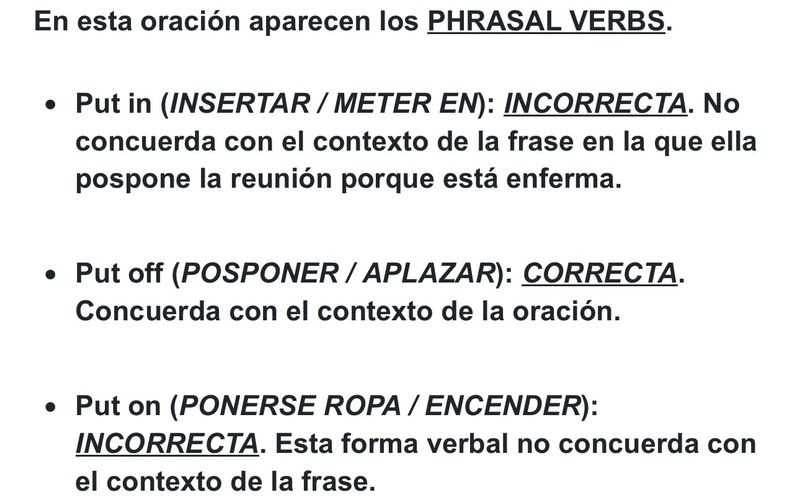 En esta oración aparecen los PHRASAL VERBS.
• Put in (INSERTAR / METER EN): INCORRECTA. No
concuerda con el contexto de la frase en la que ella
pospone la reunión porque está enferma.
• Put off (POSPONER / APLAZAR): CORRECTA.
Concuerda con el contexto de la oración.
• Put on (PONERSE ROPA / ENCENDER):
INCORRECTA. Esta forma verbal no concuerda con
el contexto de la frase.